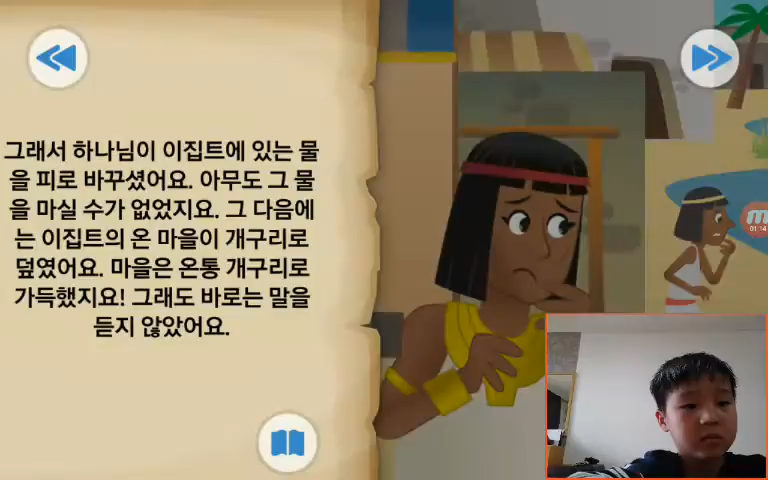 그래서 하나님이 이집트에 있는 물
을 피로 바꾸셨어요. 아무도 그 물
을 마실 수가 없었지요. 그 다음에
는 이집트의 온 마을이 개구리로
덮였어요. 마을은 온통 개구리로
가득했지요! 그래도 바로는 말을
듣지 않았어요.
01:14